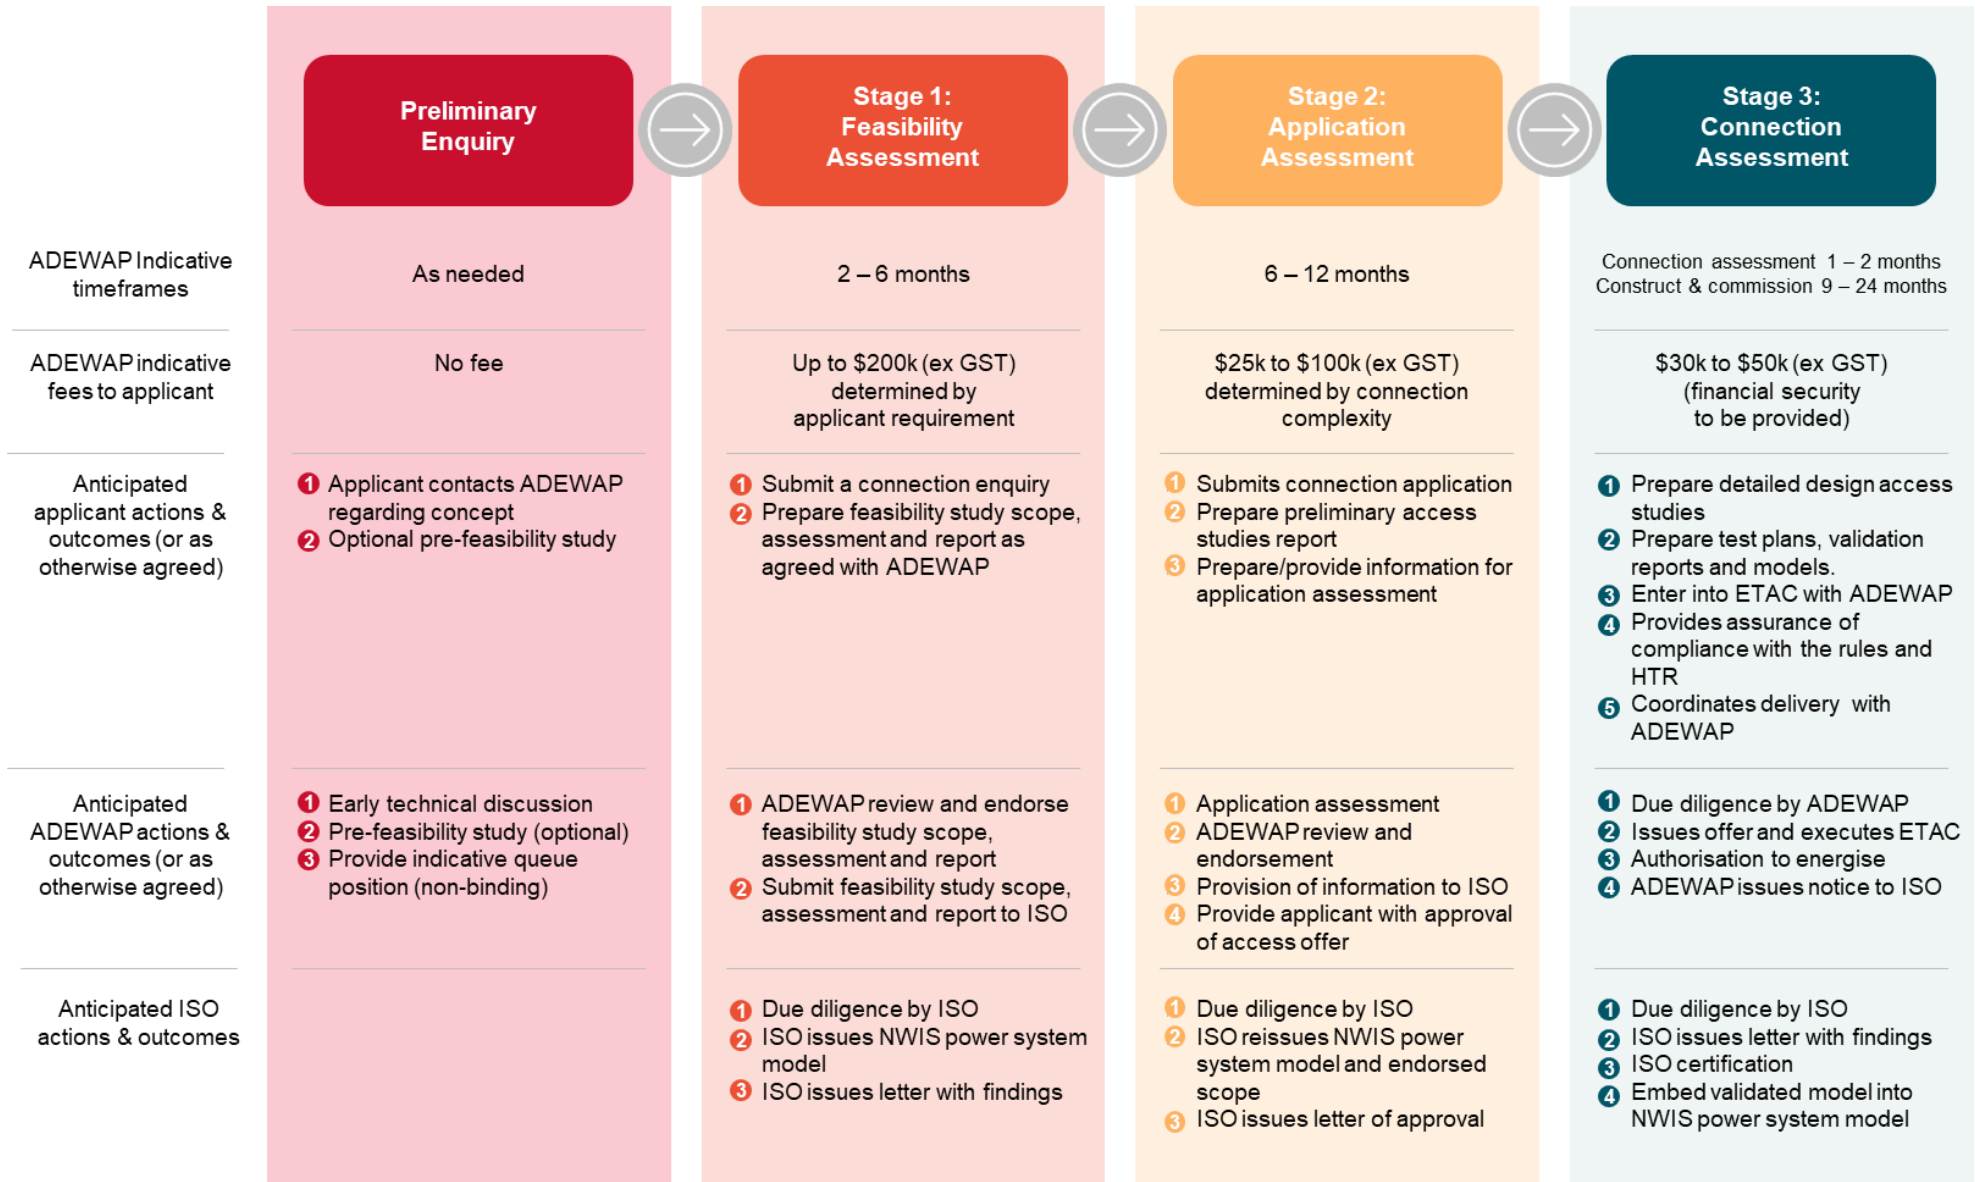 Preliminary
Enquiry
Stage 1:
Feasibility
Assessment
Stage 2:
Application
Assessment
Stage 3:
Connection
Assessment
ADEWAP Indicative
timeframes
As needed
2 – 6 months
6 – 12 months
Connection assessment 1 – 2 months
Construct & commission 9 – 24 months
ADEWAP indicative
fees to applicant
No fee
Up to $200k (ex GST)
determined by
applicant requirement
$25k to $100k (ex GST)
determined by connection
complexity
$30k to $50k (ex GST)
(financial security
to be provided)
Anticipated
applicant actions &
outcomes (or as
otherwise agreed)
1 Applicant contacts ADEWAP
regarding concept
2 Optional pre-feasibility study
1 Submit a connection enquiry
2 Prepare feasibility study scope,
assessment and report as
agreed with ADEWAP
1 Submits connection application
2 Prepare preliminary access
studies report
3 Prepare/provide information for
application assessment
1 Prepare detailed design access
studies
2 Prepare test plans, validation
reports and models.
3 Enter into ETAC with ADEWAP
4 Provides assurance of
compliance with the rules and
HTR
5 Coordinates delivery with
ADEWAP
Anticipated
ADEWAP actions &
outcomes (or as
otherwise agreed)
1 Early technical discussion
2 Pre-feasibility study (optional)
3 Provide indicative queue
position (non-binding)
1 ADEWAP review and endorse
feasibility study scope,
assessment and report
2 Submit feasibility study scope,
assessment and report to ISO
1 Application assessment
2 ADEWAP review and
endorsement
3 Provision of information to ISO
4 Provide applicant with approval
of access offer
1 Due diligence by ADEWAP
2 Issues offer and executes ETAC
3 Authorisation to energise
4 ADEWAP issues notice to ISO
Anticipated ISO
actions & outcomes
1 Due diligence by ISO
2 ISO issues NWIS power system
model
3 ISO issues letter with findings
1 Due diligence by ISO
2 ISO reissues NWIS power
system model and endorsed
scope
3 ISO issues letter of approval
1 Due diligence by ISO
2 ISO issues letter with findings
3 ISO certification
4 Embed validated model into
NWIS power system model